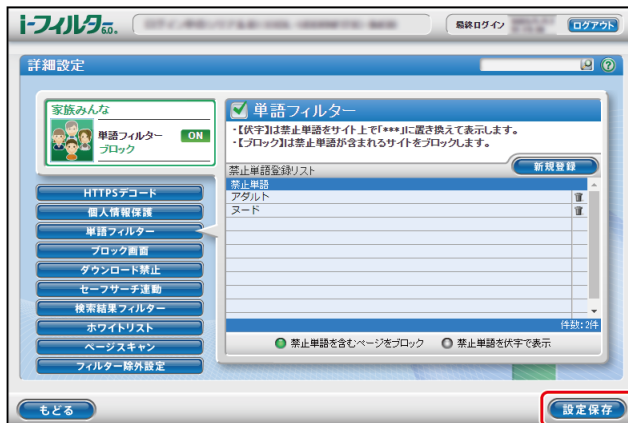 i-フィルター6.0.
最終ログイン
ログアウト
詳細設定
家族みんな
単語フィルター ON
ブロック
単語フィルター
・【伏字】は禁止単語をサイト上で｢***｣に置き換えて表示します。
・【ブロック】は禁止単語が含まれるサイトをブロックします。
禁止単語登録リスト
新規登録
禁止単語
アダルト
ヌード
件数:2件
禁止単語を含むページをブロック
禁止単語を伏字で表示
HTTPSデコード
個人情報保護
単語フィルター
ブロック画面
ダウンロード禁止
セーフサーチ連動
検索結果フィルター
ホワイトリスト
ページスキャン
フィルター除外設定
もどる
設定保存